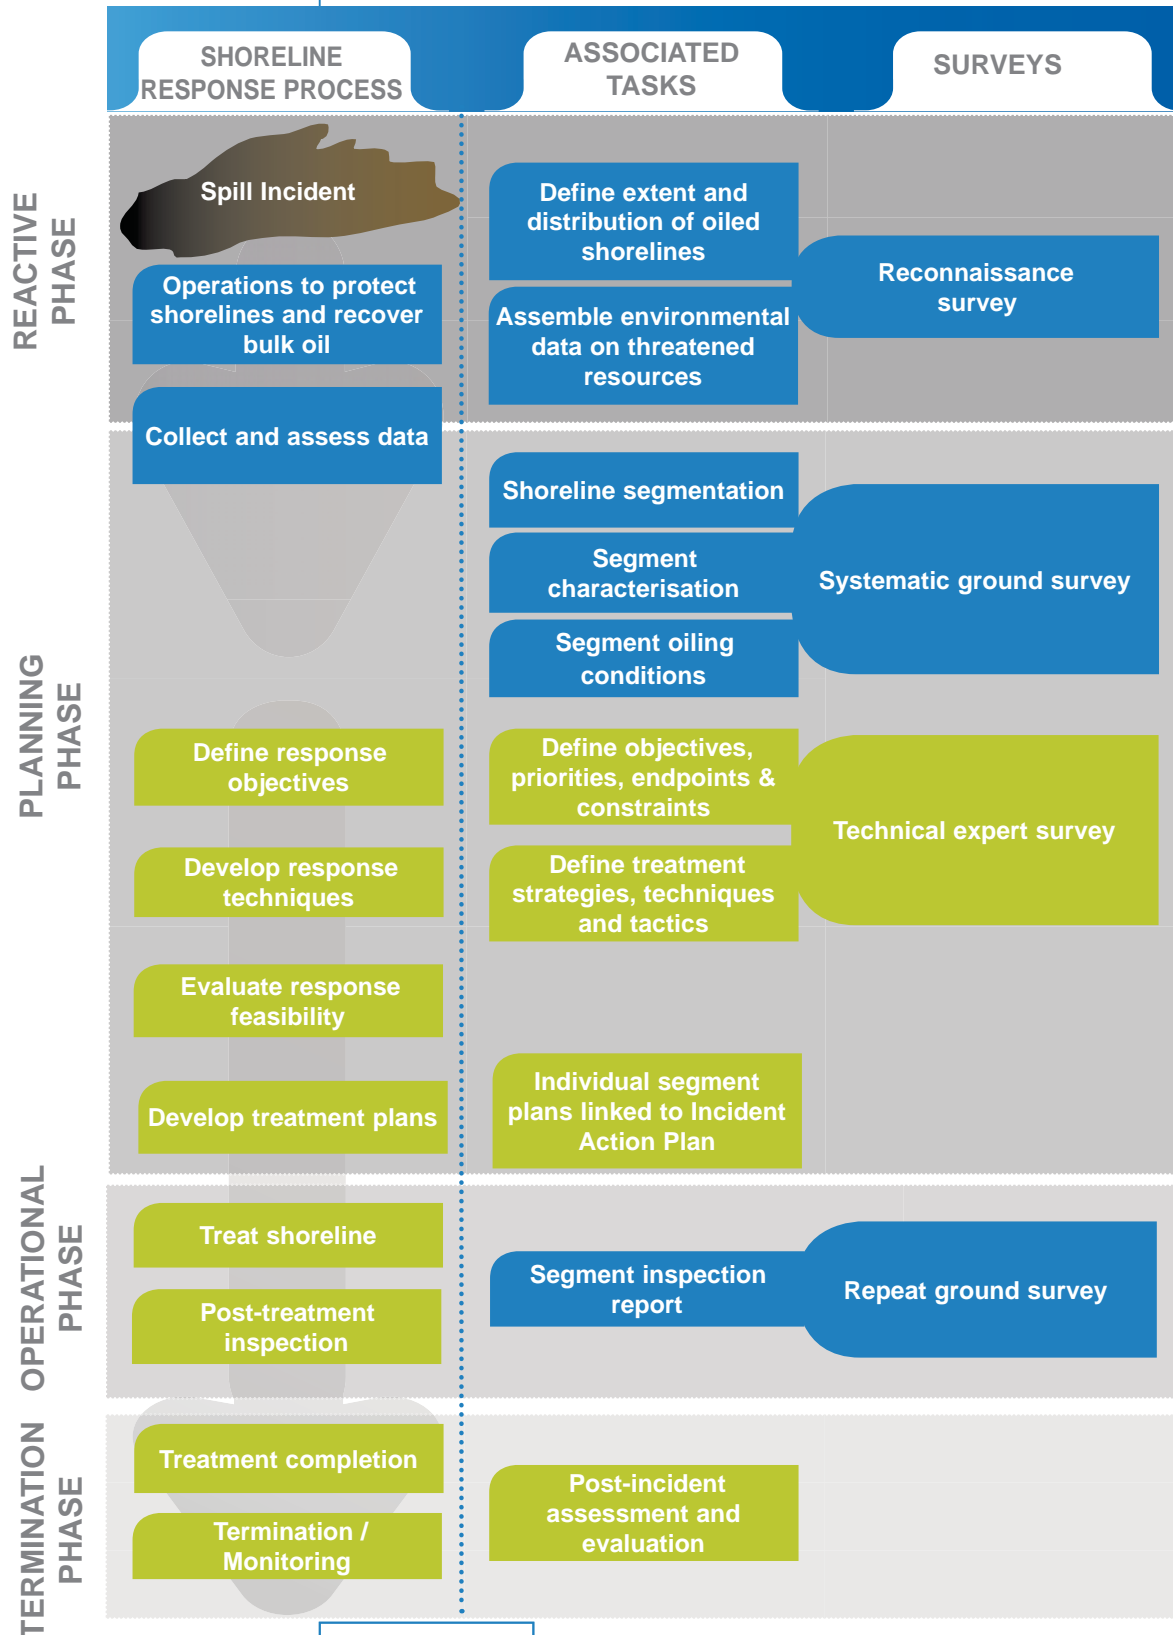 SHORELINE
RESPONSE PROCESS
ASSOCIATED
TASKS
SURVEYS
REACTIVE
PHASE
Spill Incident
Operations to protect
shorelines and recover
bulk oil
Collect and assess data
Define extent and
distribution of oiled
shorelines
Assemble environmental
data on threatened
resources
Reconnaissance
survey
PLANNING
PHASE
Shoreline segmentation
Segment
characterisation
Segment oiling
conditions
Systematic ground survey
Define response
objectives
Define objectives,
priorities, endpoints &
constraints
Technical expert survey
Develop response
techniques
Define treatment
strategies, techniques
and tactics
Evaluate response
feasibility
Develop treatment plans
Individual segment
plans linked to Incident
Action Plan
OPERATIONAL
PHASE
Treat shoreline
Post-treatment
inspection
Segment inspection
report
Repeat ground survey
TERMINATION
PHASE
Treatment completion
Termination /
Monitoring
Post-incident
assessment and
evaluation